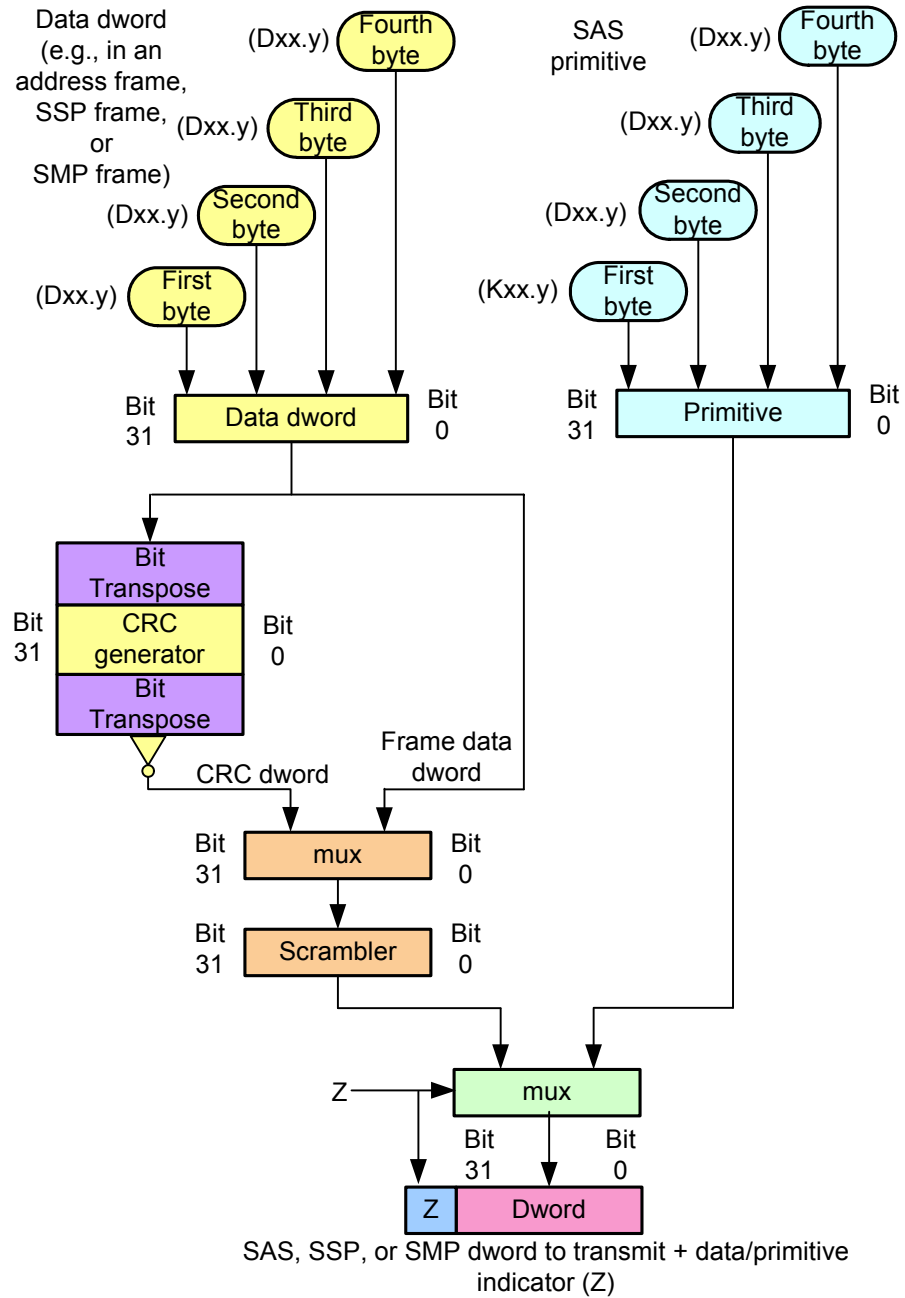 Data dword
(e.g., in an
address frame,
SSP frame,
or
SMP frame)
(Dxx.y)
Fourth
byte
(Dxx.y)
Third
byte
(Dxx.y)
Second
byte
(Dxx.y)
First
byte
SAS
primitive
(Dxx.y)
Fourth
byte
(Dxx.y)
Third
byte
(Dxx.y)
Second
byte
(Kxx.y)
First
byte
Bit
31
Data dword
Bit
0
Bit
31
Primitive
Bit
0
Bit
Transpose
Bit
31
CRC
generator
Bit
0
Bit
Transpose
CRC dword
Frame data
dword
Bit
31
mux
Bit
0
Bit
31
Scrambler
Bit
0
Z
mux
Bit
31
Bit
0
Z
Dword
SAS, SSP, or SMP dword to transmit + data/primitive
indicator (Z)